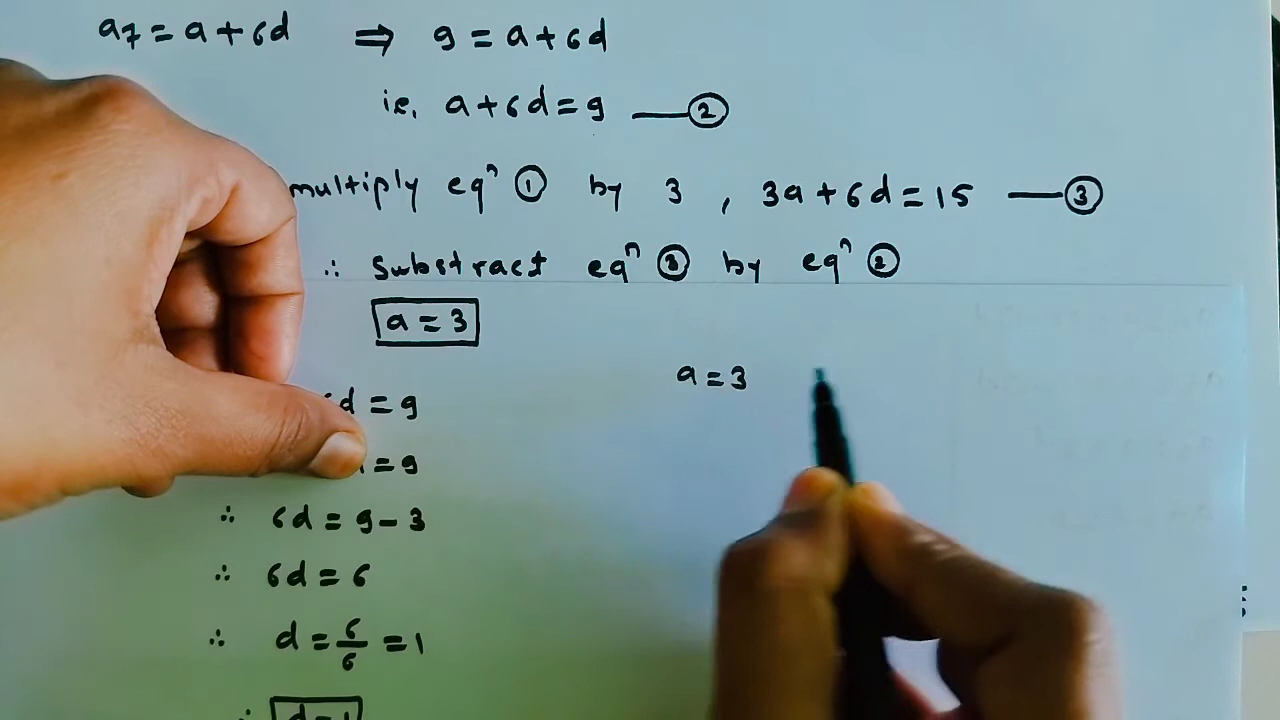 a7 = a + 6d ⇒ 9 = a + 6d
ie, a + 6d = 9 —— ②
multiply eqⁿ ① by 3 , 3a + 6d = 15 —— ③
∴ substract eqⁿ ③ by eqⁿ ②
a = 3
a = 3
d = 9
= 9
∴ 6d = 9 - 3
∴ 6d = 6
∴ d = 6/6 = 1
∴ d = 1